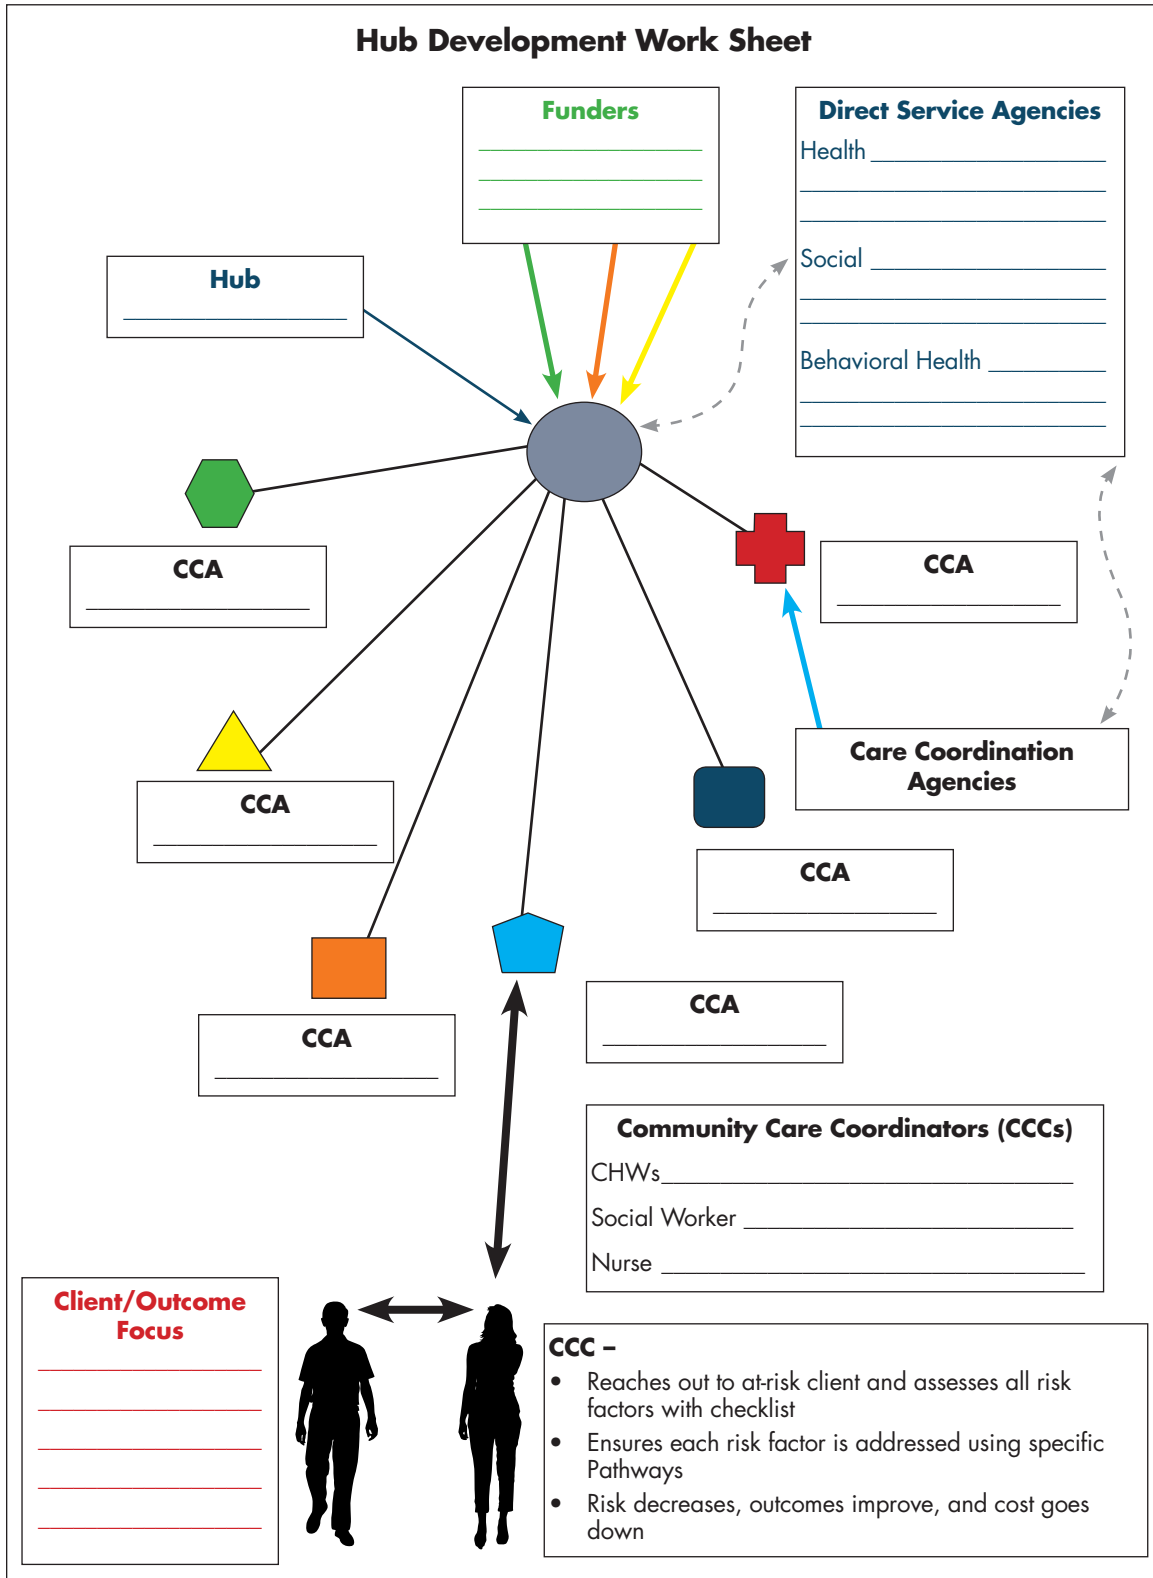 Hub Development Work Sheet
Funders
Direct Service Agencies
Health
Social
Behavioral Health
Hub
CCA
CCA
CCA
CCA
CCA
CCA
Care Coordination
Agencies
Community Care Coordinators (CCCs)
CHWs
Social Worker
Nurse
Client/Outcome
Focus
CCC –
• Reaches out to at-risk client and assesses all risk
factors with checklist
• Ensures each risk factor is addressed using specific
Pathways
• Risk decreases, outcomes improve, and cost goes
down